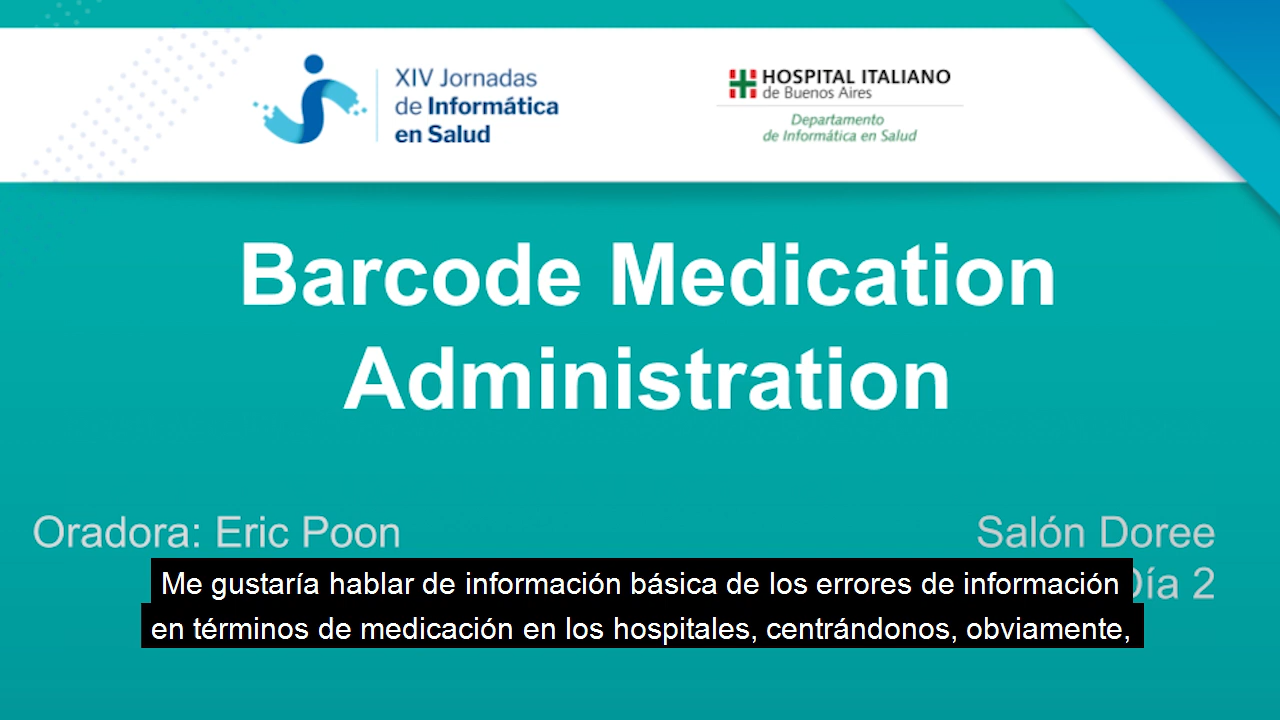 XIV Jornadas
de Informática
en Salud
HOSPITAL ITALIANO
de Buenos Aires
Departamento
de Informática en Salud
Barcode Medication
Administration
Oradora: Eric Poon
Salón Doree
Día 2
Me gustaría hablar de información básica de los errores de información
en términos de medicación en los hospitales, centrándonos, obviamente,